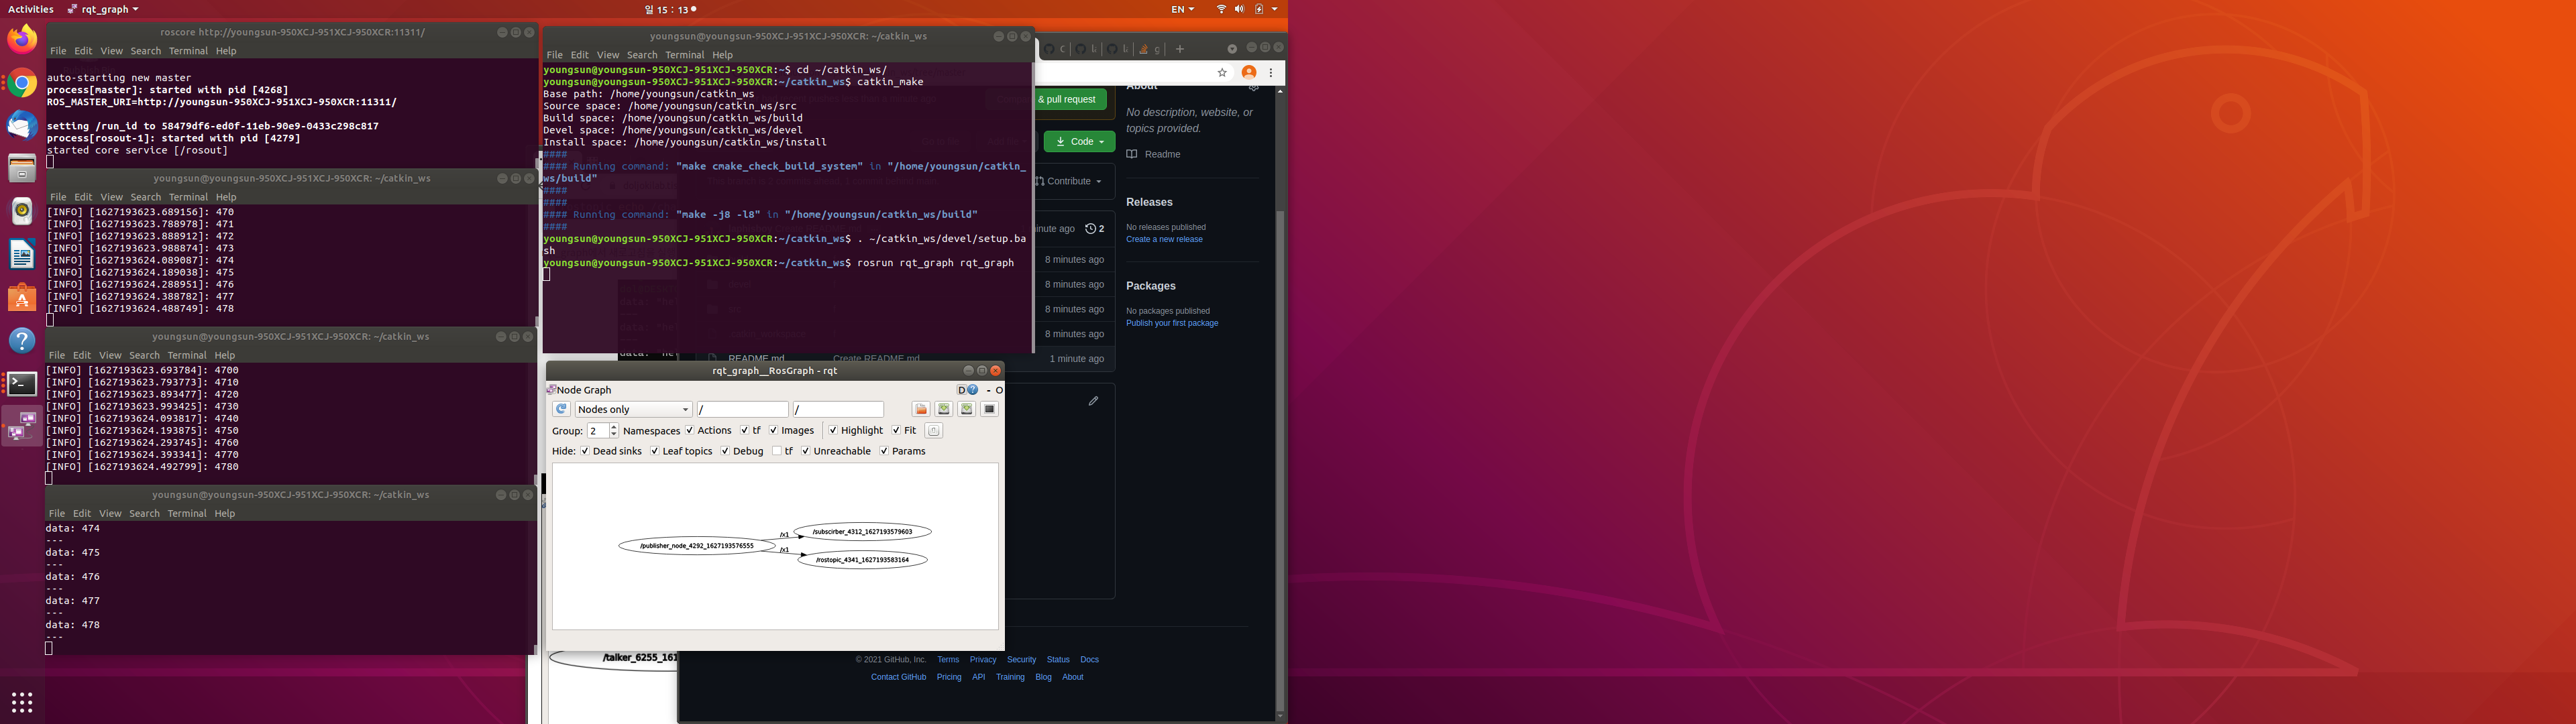 Activities
rqt_graph
일 15 : 13
EN
roscore http://youngsun-950XCJ-951XCJ-950XCR:11311/
File Edit View Search Terminal Help
auto-starting new master
process[master]: started with pid [4268]
ROS_MASTER_URI=http://youngsun-950XCJ-951XCJ-950XCR:11311/
setting /run_id to 58479df6-ed0f-11eb-90e9-0433c298c817
process[rosout-1]: started with pid [4279]
started core service [/rosout]
youngsun@youngsun-950XCJ-951XCJ-950XCR: ~/catkin_ws
File Edit View Search Terminal Help
[INFO] [1627193623.689156]: 470
[INFO] [1627193623.788978]: 471
[INFO] [1627193623.888912]: 472
[INFO] [1627193623.988874]: 473
[INFO] [1627193624.089087]: 474
[INFO] [1627193624.189038]: 475
[INFO] [1627193624.288951]: 476
[INFO] [1627193624.388782]: 477
[INFO] [1627193624.488749]: 478
youngsun@youngsun-950XCJ-951XCJ-950XCR: ~/catkin_ws
File Edit View Search Terminal Help
[INFO] [1627193623.693784]: 4700
[INFO] [1627193623.793773]: 4710
[INFO] [1627193623.893477]: 4720
[INFO] [1627193623.993425]: 4730
[INFO] [1627193624.093817]: 4740
[INFO] [1627193624.193875]: 4750
[INFO] [1627193624.293745]: 4760
[INFO] [1627193624.393341]: 4770
[INFO] [1627193624.492799]: 4780
youngsun@youngsun-950XCJ-951XCJ-950XCR: ~/catkin_ws
File Edit View Search Terminal Help
data: 474
---
data: 475
---
data: 476
---
data: 477
---
data: 478
---
youngsun@youngsun-950XCJ-951XCJ-950XCR: ~/catkin_ws
File Edit View Search Terminal Help
youngsun@youngsun-950XCJ-951XCJ-950XCR:~$ cd ~/catkin_ws/
youngsun@youngsun-950XCJ-951XCJ-950XCR:~/catkin_ws$ catkin_make
Base path: /home/youngsun/catkin_ws
Source space: /home/youngsun/catkin_ws/src
Build space: /home/youngsun/catkin_ws/build
Devel space: /home/youngsun/catkin_ws/devel
Install space: /home/youngsun/catkin_ws/install
####
#### Running command: "make cmake_check_build_system" in "/home/youngsun/catkin_
ws/build"
####
####
#### Running command: "make -j8 -l8" in "/home/youngsun/catkin_ws/build"
####
youngsun@youngsun-950XCJ-951XCJ-950XCR:~/catkin_ws$ . ~/catkin_ws/devel/setup.ba
sh
youngsun@youngsun-950XCJ-951XCJ-950XCR:~/catkin_ws$ rosrun rqt_graph rqt_graph
rqt_graph__RosGraph - rqt
Node Graph
D - O
Nodes only / /
Group: 2 Namespaces Actions tf Images Highlight Fit
Hide: Dead sinks Leaf topics Debug tf Unreachable Params
/publisher_node_4292_1627193576555
/x1
/x1
/subscirber_4312_1627193579603
/rostopic_4341_1627193583164
/talker_6255_161
& pull request
Code
Contribute
minute ago 2
8 minutes ago
8 minutes ago
8 minutes ago
8 minutes ago
README.md Create README.md 1 minute ago
About
No description, website, or
topics provided.
Readme
Releases
No releases published
Create a new release
Packages
No packages published
Publish your first package
© 2021 GitHub, Inc. Terms Privacy Security Status Docs
Contact GitHub Pricing API Training Blog About